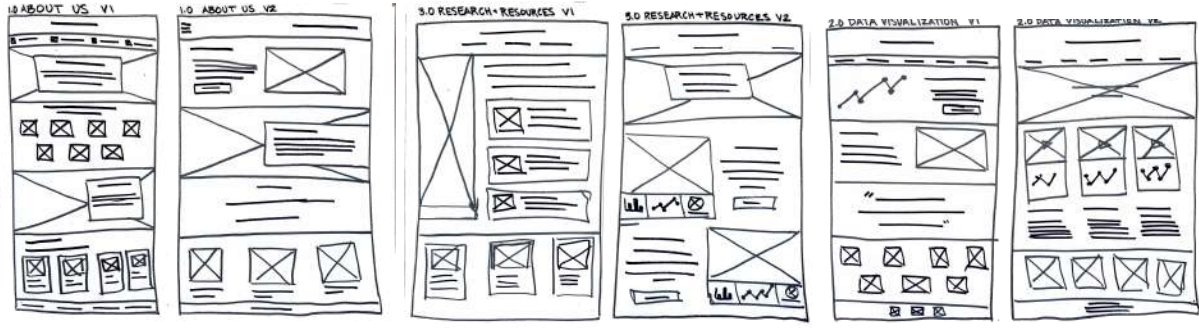 1.0 ABOUT US V1
1.0 ABOUT US V2
3.0 RESEARCH+RESOURCES V1
3.0 RESEARCH+RESOURCES V2
2.0 DATA VISUALIZATION V1
2.0 DATA VISUALIZATION V2